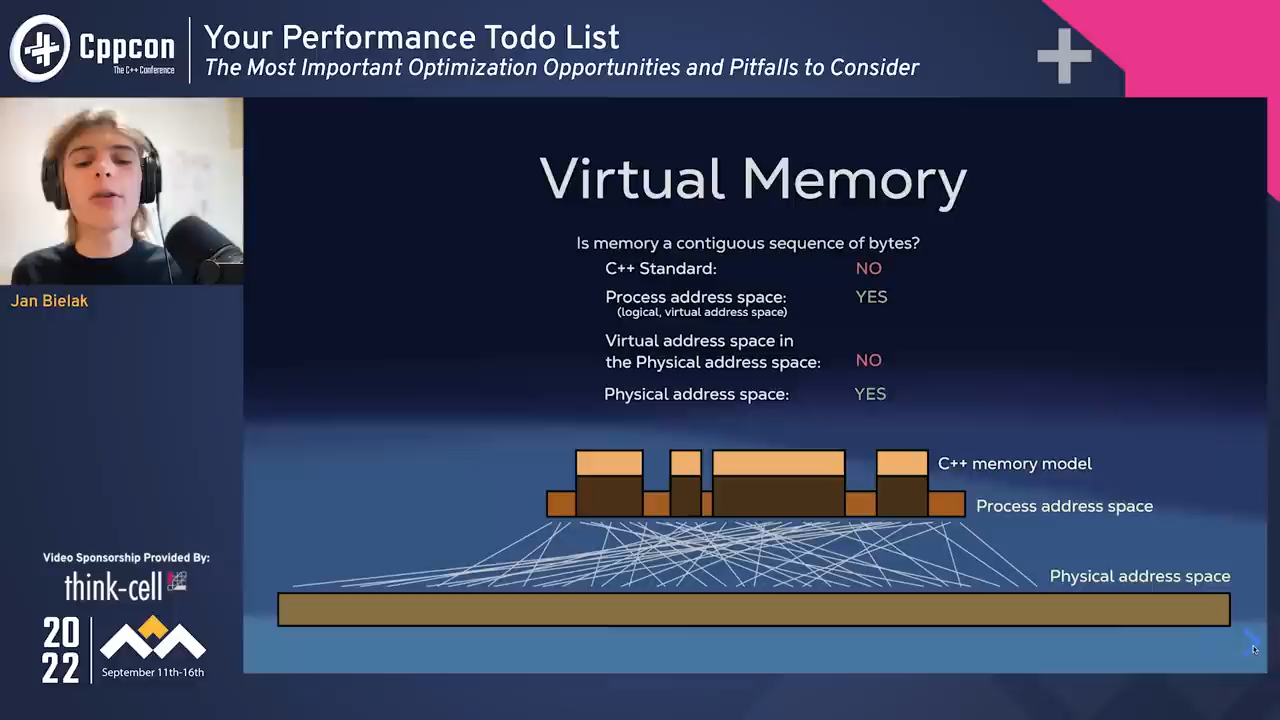 Cppcon
The C++ Conference
Your Performance Todo List
The Most Important Optimization Opportunities and Pitfalls to Consider
Jan Bielak
Virtual Memory
Is memory a contiguous sequence of bytes?
C++ Standard: NO
Process address space: YES
(logical, virtual address space)
Virtual address space in
the Physical address space: NO
Physical address space: YES
C++ memory model
Process address space
Physical address space
Video Sponsorship Provided By:
think-cell
20
22
September 11th-16th